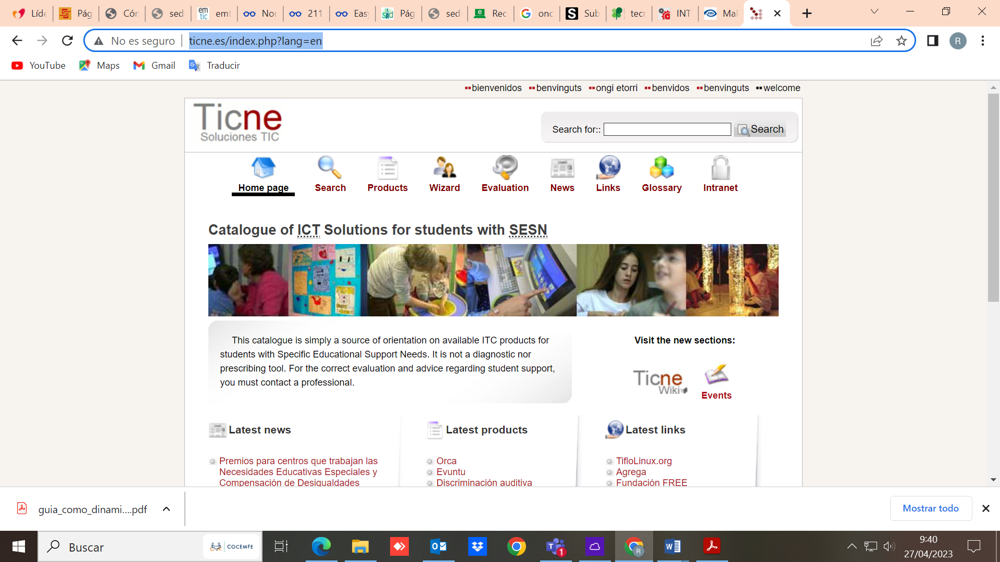 Líde
Pág
Cór
sed
em tic
emt
Nor
211
Easy
Pág
sed
Rec
onc
S
Sub
tecr
INT
EBU
Mal
No es seguro
ticne.es/index.php?lang=en
R
YouTube
Maps
Gmail
Traducir
bienvenidos benvinguts ongi etorri benvidos benvinguts welcome
Ticne
Soluciones TIC
Search for::
Search
Home page
Search
Products
Wizard
Evaluation
News
Links
Glossary
Intranet
Catalogue of ICT Solutions for students with SESN
This catalogue is simply a source of orientation on available ITC products for
students with Specific Educational Support Needs. It is not a diagnostic nor
prescribing tool. For the correct evaluation and advice regarding student support,
you must contact a professional.
Visit the new sections:
Ticne
Wiki
Events
Latest news
Premios para centros que trabajan las
Necesidades Educativas Especiales y
Compensación de Desigualdades
Latest products
Orca
Evuntu
Discriminación auditiva
Latest links
TifloLinux.org
Agrega
Fundación FREE
guia_como_dinami....pdf
Mostrar todo
Buscar
COCEMFE
1
R
9:40
27/04/2023